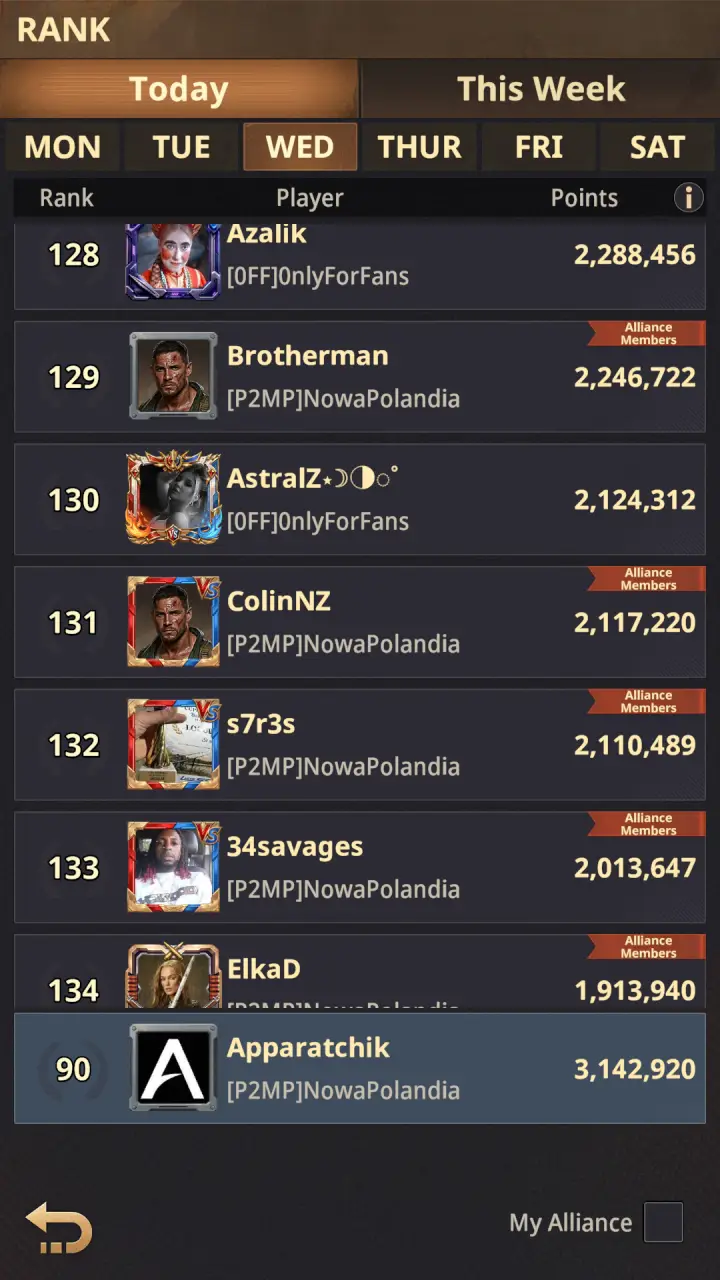 RANK
Today
This Week
MON
TUE
WED
THUR
FRI
SAT
Rank
Player
Points
128
Azalik
[0FF]0nlyForFans
2,288,456
Alliance
Members
129
Brotherman
[P2MP]NowaPolandia
2,246,722
130
AstralZ⋆☽◑◌˚
[0FF]0nlyForFans
2,124,312
Alliance
Members
131
ColinNZ
[P2MP]NowaPolandia
2,117,220
Alliance
Members
132
s7r3s
[P2MP]NowaPolandia
2,110,489
Alliance
Members
133
34savages
[P2MP]NowaPolandia
2,013,647
Alliance
Members
134
ElkaD
[P2MP]NowaPolandia
1,913,940
90
Apparatchik
[P2MP]NowaPolandia
3,142,920
My Alliance